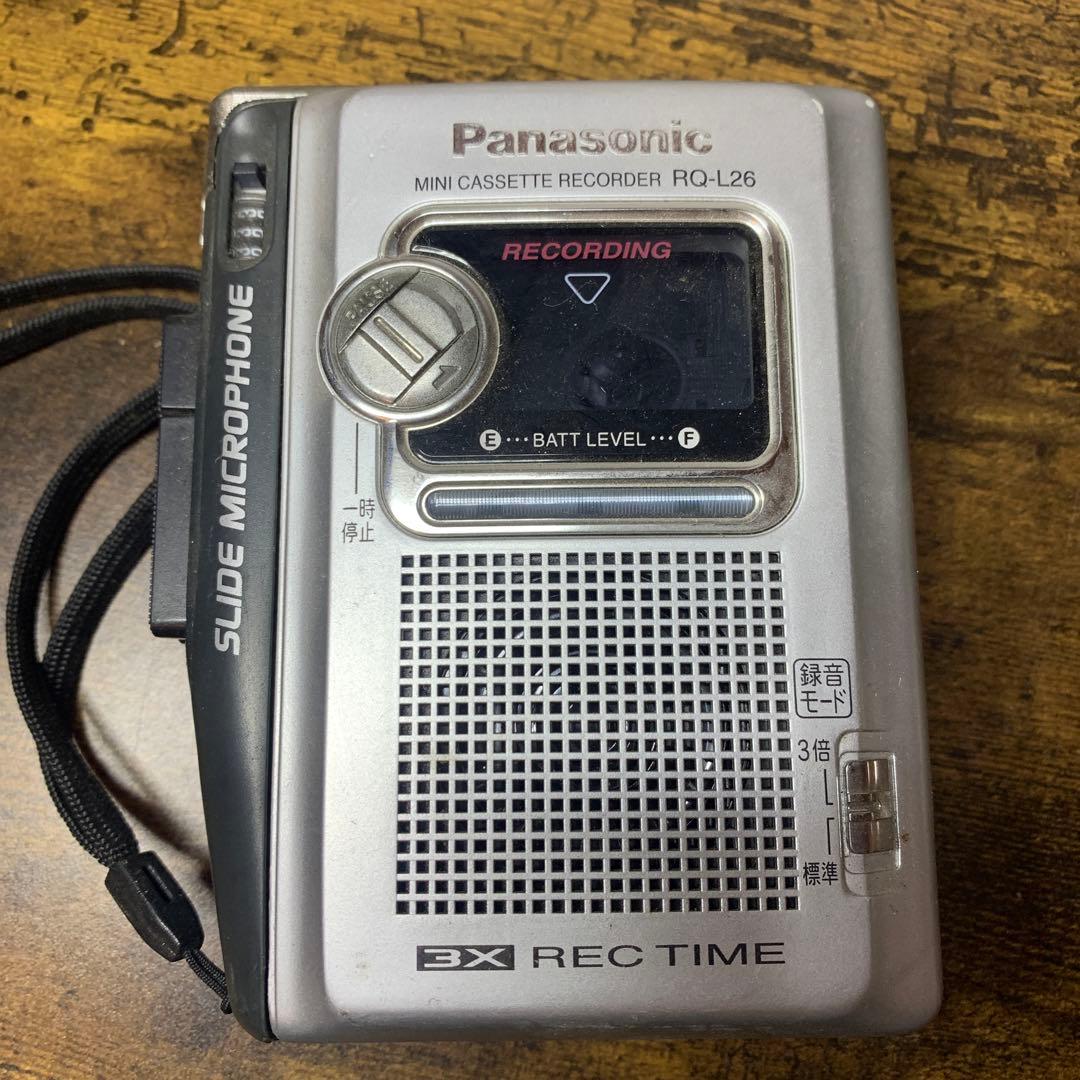 Panasonic
MINI CASSETTE RECORDER RQ-L26
RECORDING
PAUSE
E···BATT LEVEL···F
一時
停止
SLIDE MICROPHONE
録音
モード
3倍
標準
3X REC TIME